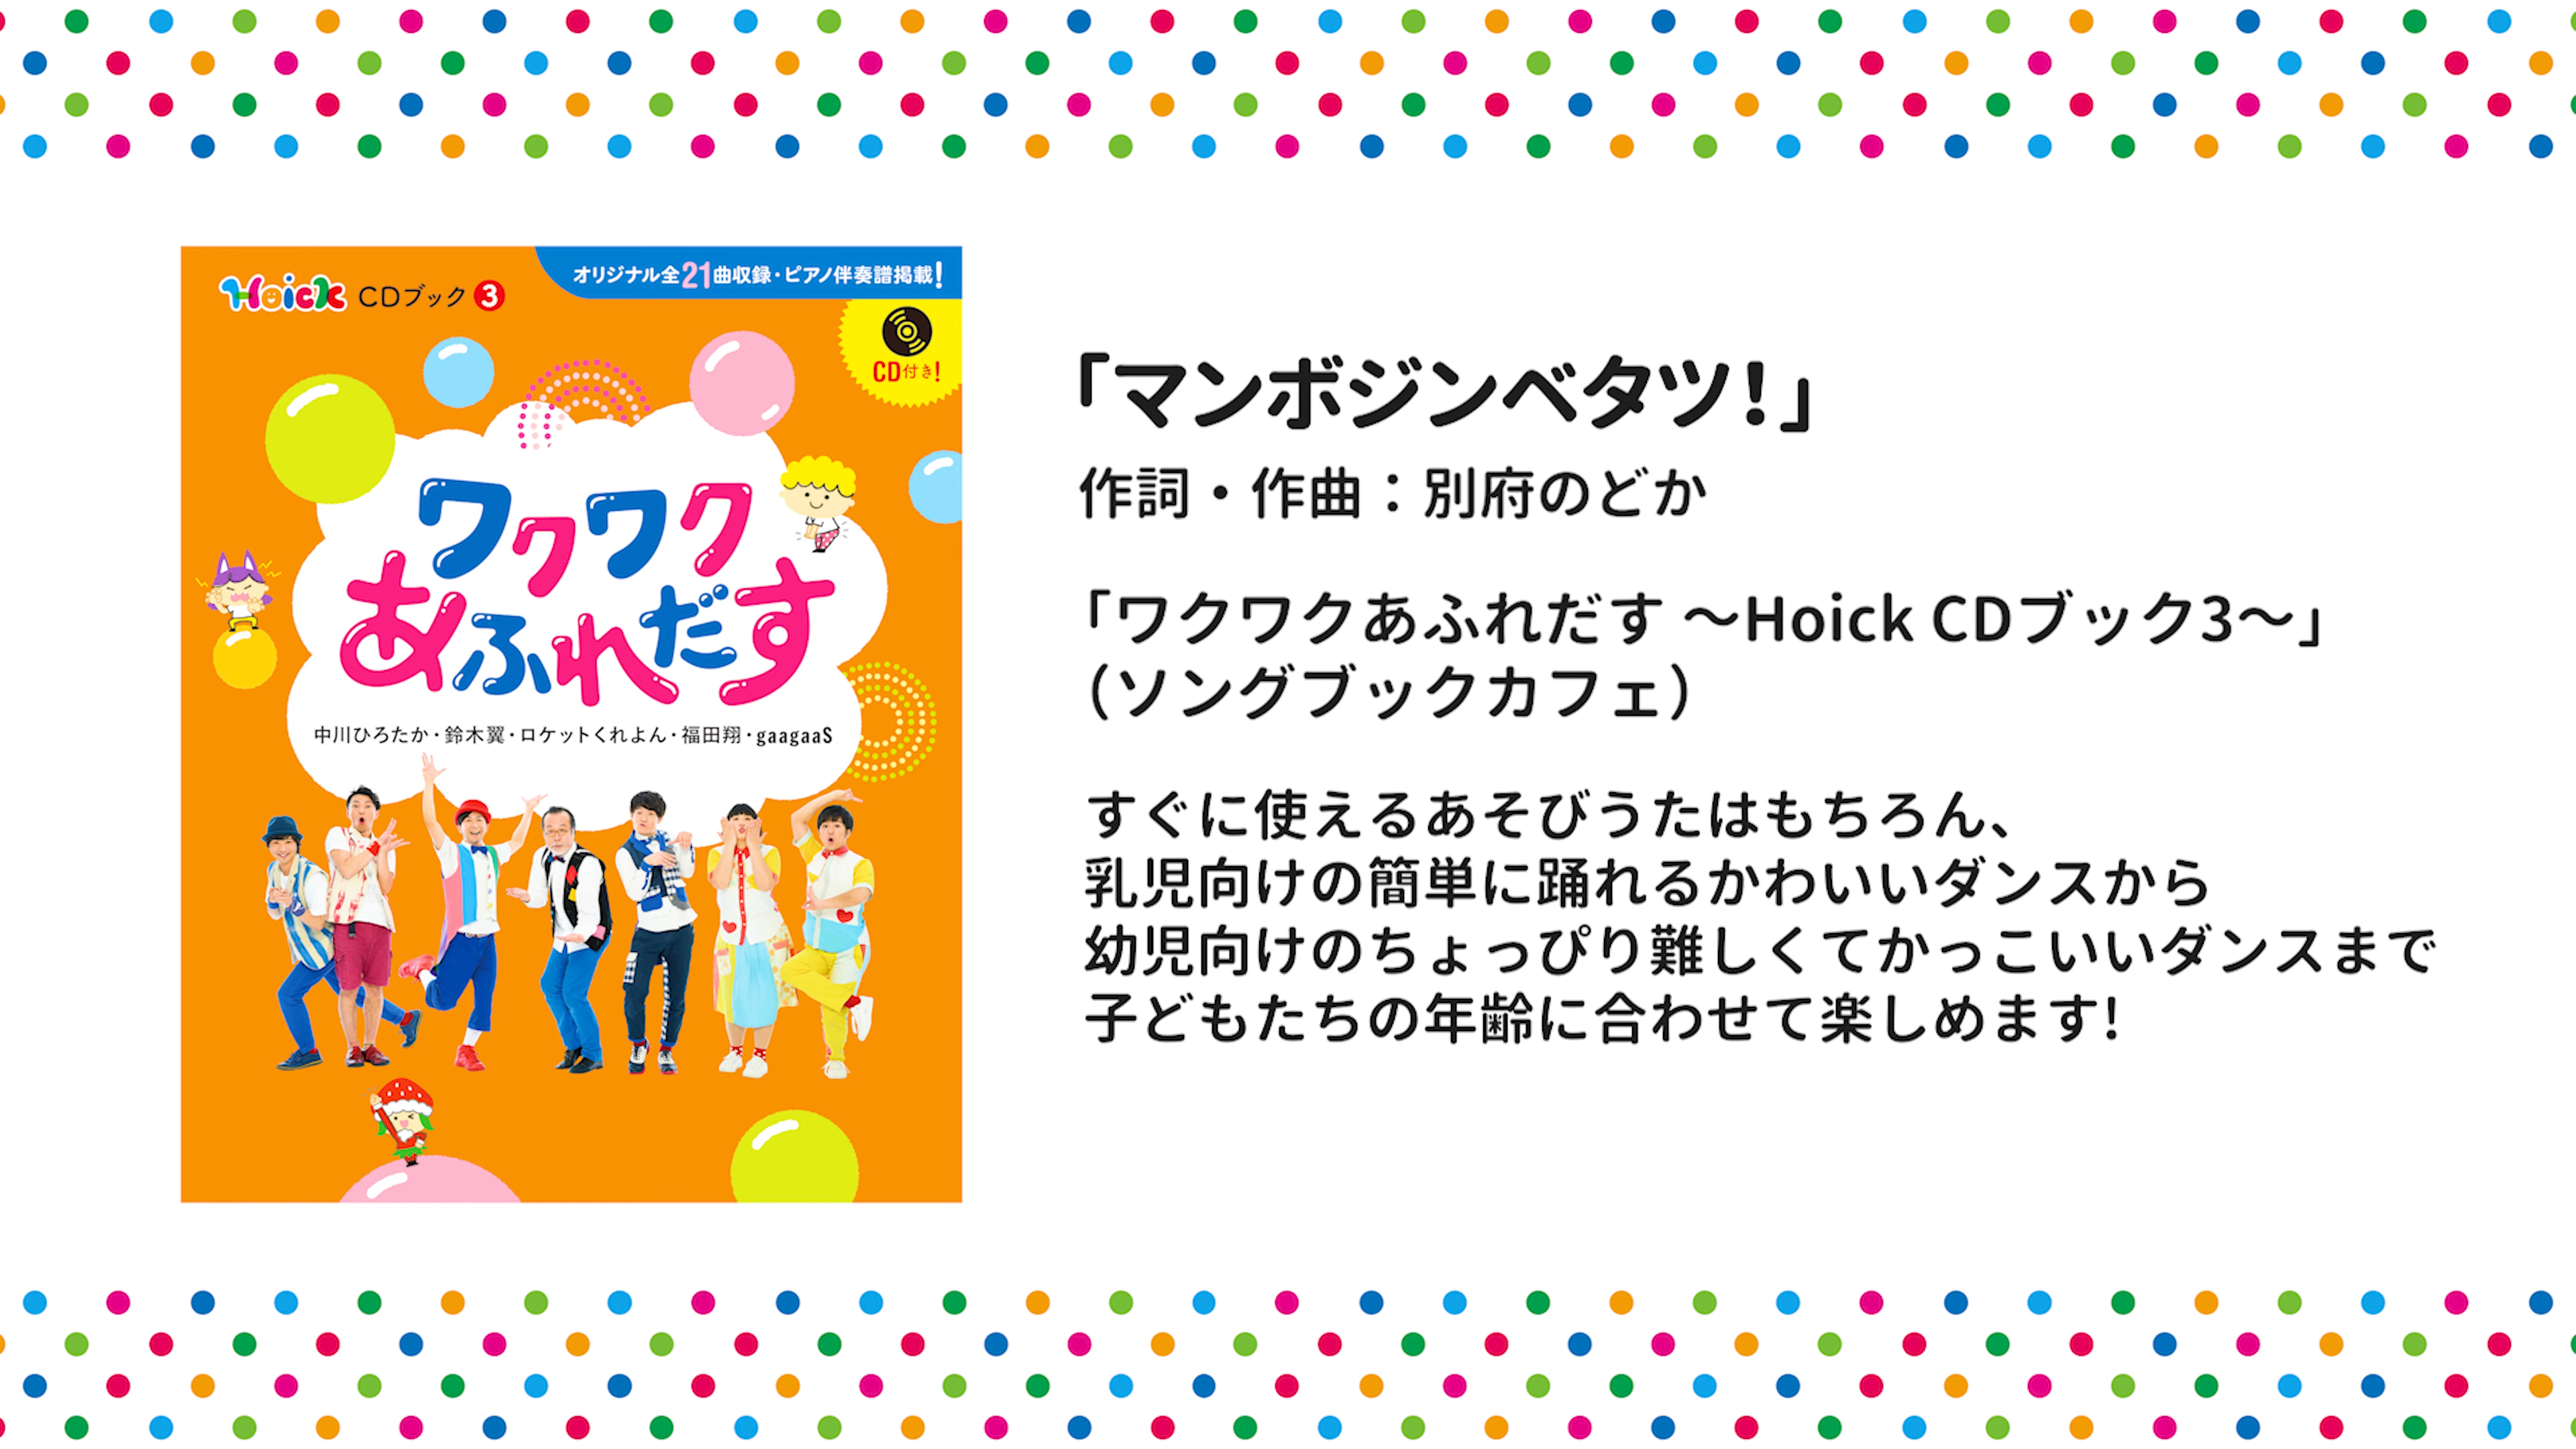 Hoick CDブック 3
オリジナル全21曲収録・ピアノ伴奏譜掲載!
CD付き!
ワクワク
あふれだす
中川ひろたか・鈴木翼・ロケットくれよん・福田翔・gaagaaS
「マンボジンベタツ!」
作詞・作曲：別府のどか
「ワクワクあふれだす ～Hoick CDブック3～」
（ソングブックカフェ）
すぐに使えるあそびうたはもちろん、
乳児向けの簡単に踊れるかわいいダンスから
幼児向けのちょっぴり難しくてかっこいいダンスまで
子どもたちの年齢に合わせて楽しめます!